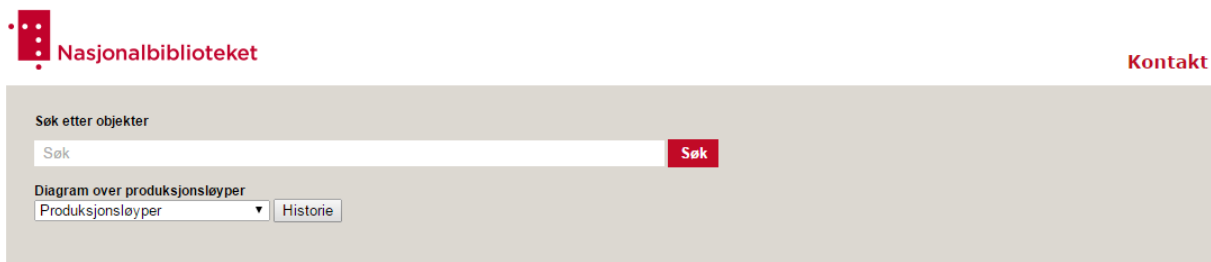 Nasjonalbiblioteket
Kontakt
Søk etter objekter
Søk Søk
Diagram over produksjonsløyper
Produksjonsløyper Historie